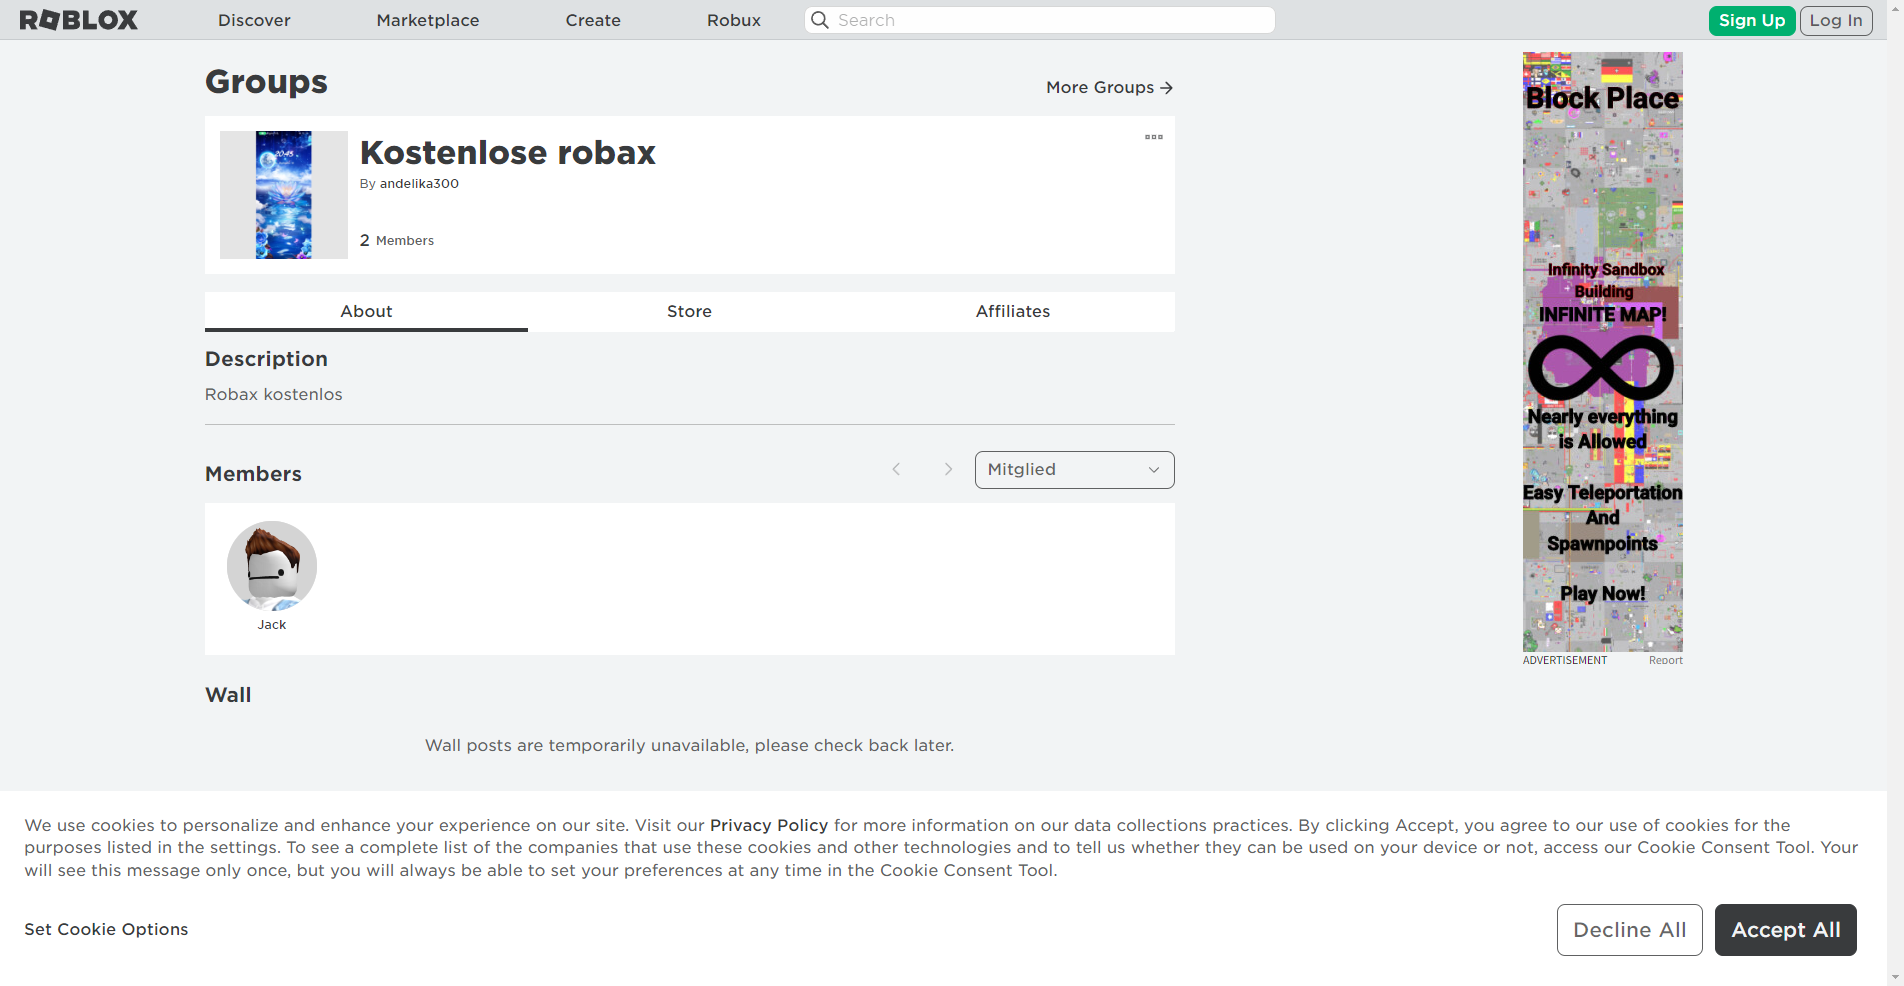 ROBLOX
Discover
Marketplace
Create
Robux
Search
Sign Up
Log In
Groups
More Groups
Kostenlose robax
By andelika300
2 Members
About
Store
Affiliates
Description
Robax kostenlos
Members
Mitglied
Jack
Wall
Wall posts are temporarily unavailable, please check back later.
20:45
Block Place
Infinity Sandbox
Building
INFINITE MAP!
Nearly everything
is Allowed
Easy Teleportation
And
Spawnpoints
Play Now!
ADVERTISEMENT
Report
We use cookies to personalize and enhance your experience on our site. Visit our Privacy Policy for more information on our data collections practices. By clicking Accept, you agree to our use of cookies for the
purposes listed in the settings. To see a complete list of the companies that use these cookies and other technologies and to tell us whether they can be used on your device or not, access our Cookie Consent Tool. Your
will see this message only once, but you will always be able to set your preferences at any time in the Cookie Consent Tool.
Set Cookie Options
Decline All
Accept All